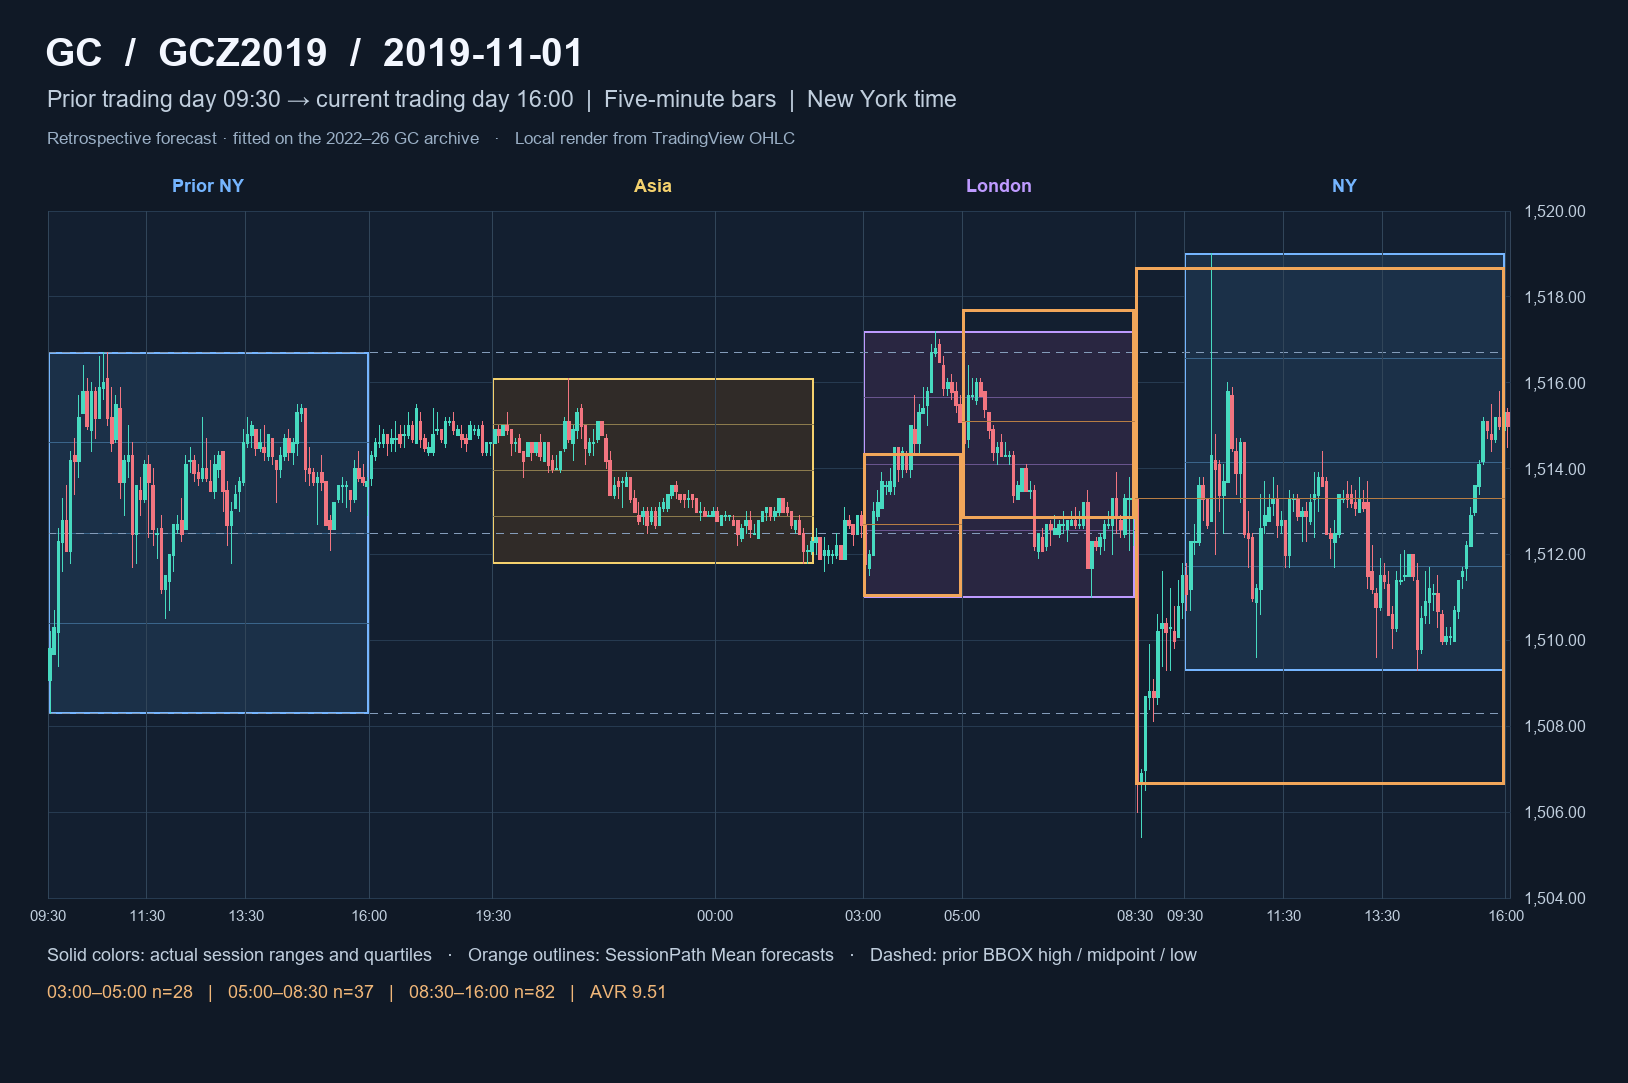 GC / GCZ2019 / 2019-11-01
Prior trading day 09:30 → current trading day 16:00 | Five-minute bars | New York time
Retrospective forecast · fitted on the 2022–26 GC archive · Local render from TradingView OHLC
Prior NY Asia London NY
1,520.00
1,518.00
1,516.00
1,514.00
1,512.00
1,510.00
1,508.00
1,506.00
1,504.00
09:30 11:30 13:30 16:00 19:30 00:00 03:00 05:00 08:30 09:30 11:30 13:30 16:00
Solid colors: actual session ranges and quartiles · Orange outlines: SessionPath Mean forecasts · Dashed: prior BBOX high / midpoint / low
03:00–05:00 n=28 | 05:00–08:30 n=37 | 08:30–16:00 n=82 | AVR 9.51